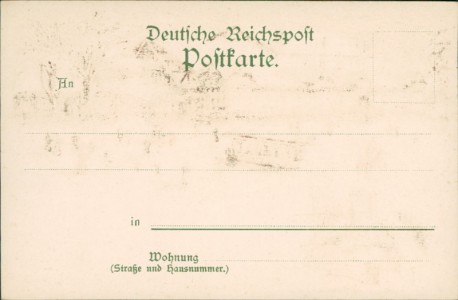 Deutsche Reichspost
Postkarte.
An
in
Wohnung
(Straße und Hausnummer.)